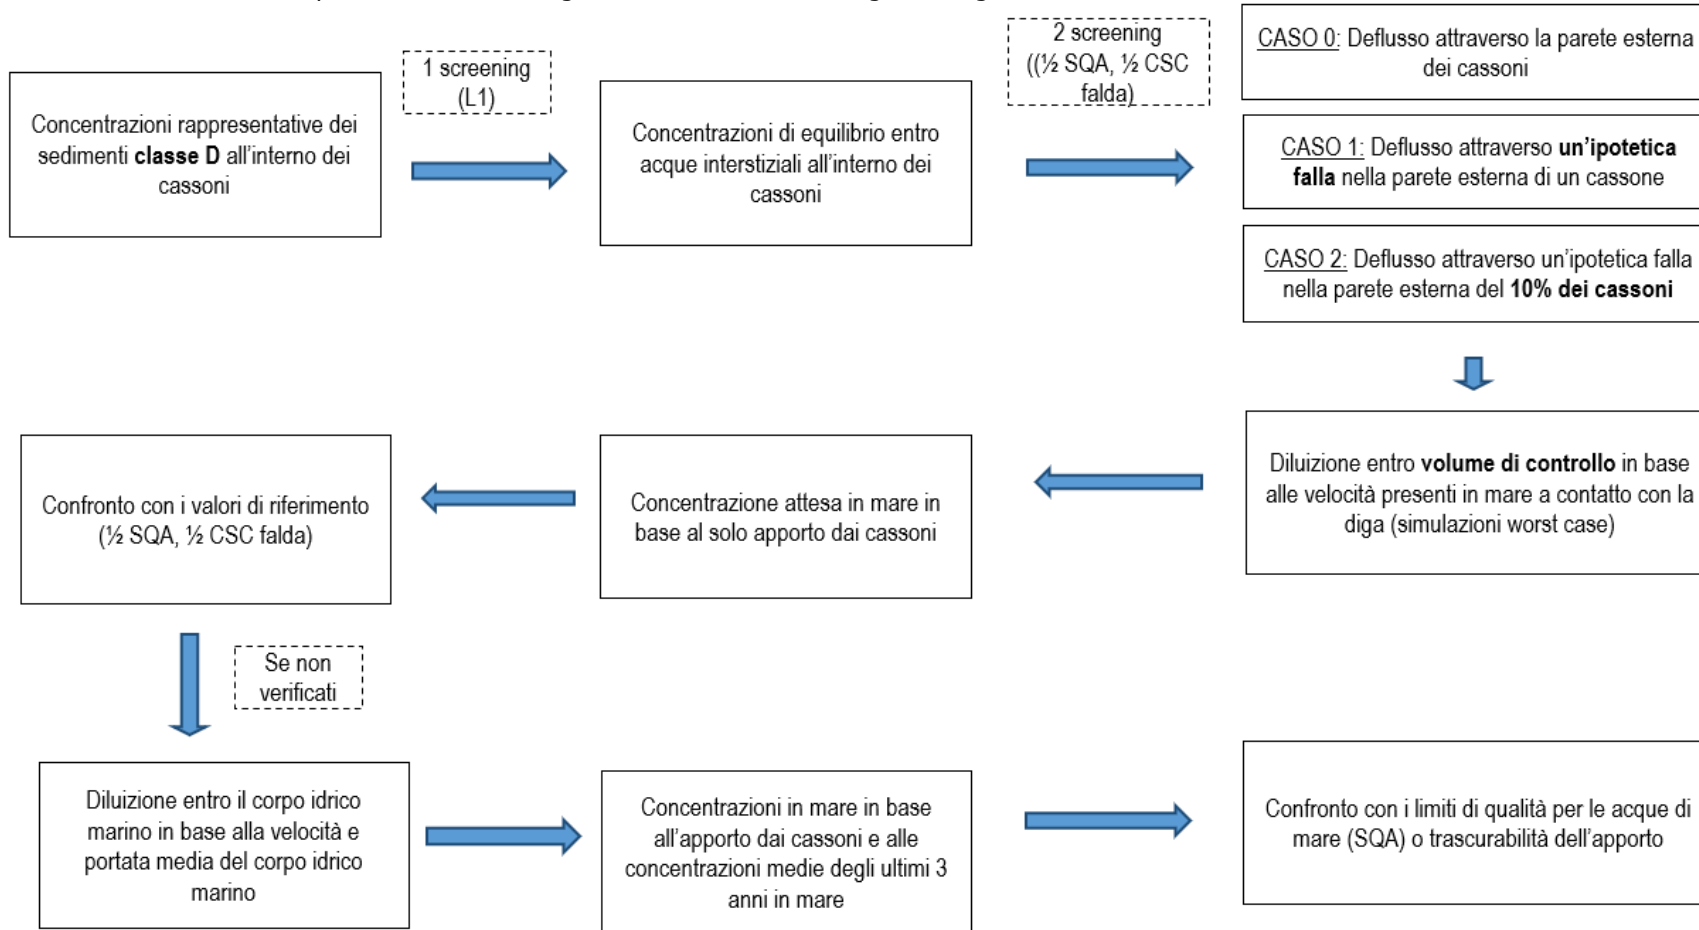 1 screening
(L1)
2 screening
((½ SQA, ½ CSC
falda)
Concentrazioni rappresentative dei
sedimenti classe D all’interno dei
cassoni
Concentrazioni di equilibrio entro
acque interstiziali all’interno dei
cassoni
CASO 0: Deflusso attraverso la parete esterna
dei cassoni
CASO 1: Deflusso attraverso un’ipotetica
falla nella parete esterna di un cassone
CASO 2: Deflusso attraverso un’ipotetica falla
nella parete esterna del 10% dei cassoni
Diluizione entro volume di controllo in base
alle velocità presenti in mare a contatto con la
diga (simulazioni worst case)
Concentrazione attesa in mare in
base al solo apporto dai cassoni
Confronto con i valori di riferimento
(½ SQA, ½ CSC falda)
Se non
verificati
Diluizione entro il corpo idrico
marino in base alla velocità e
portata media del corpo idrico
marino
Concentrazioni in mare in base
all’apporto dai cassoni e alle
concentrazioni medie degli ultimi 3
anni in mare
Confronto con i limiti di qualità per le acque di
mare (SQA) o trascurabilità dell’apporto